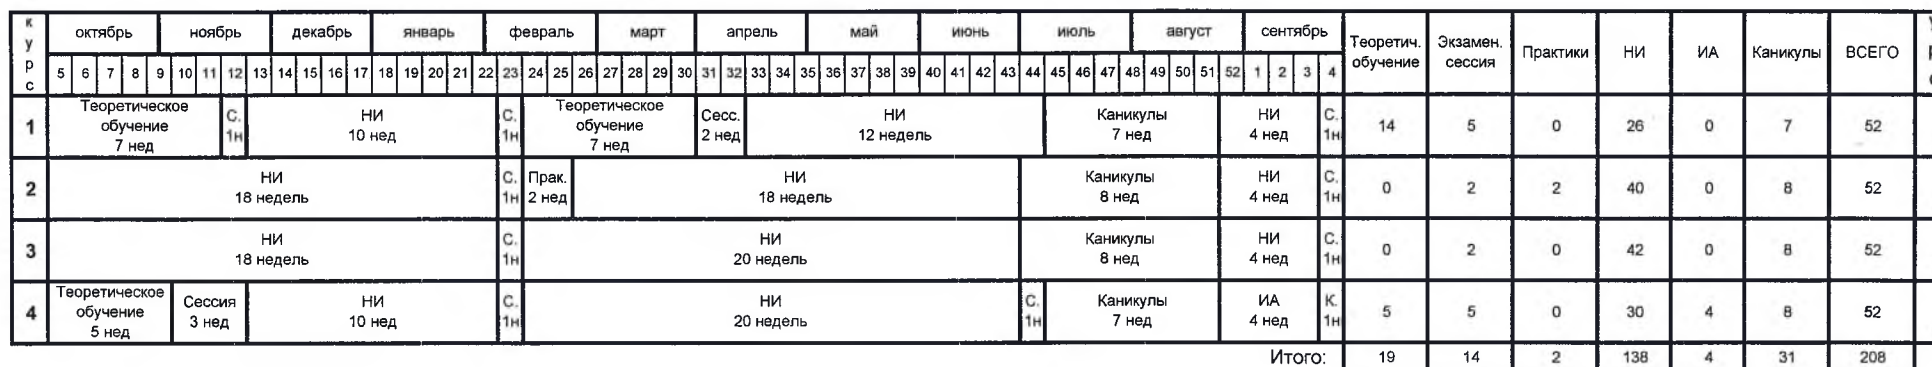 к
у
р
с
октябрь ноябрь декабрь январь февраль март апрель май июнь июль август сентябрь Теоретич. обучение Экзамен. сессия Практики НИ ИА Каникулы ВСЕГО
5 6 7 8 9 10 11 12 13 14 15 16 17 18 19 20 21 22 23 24 25 26 27 28 29 30 31 32 33 34 35 36 37 38 39 40 41 42 43 44 45 46 47 48 49 50 51 52 1 2 3 4
1 Теоретическое обучение 7 нед С. 1н НИ 10 нед С. 1н Теоретическое обучение 7 нед Сесс. 2 нед НИ 12 недель Каникулы 7 нед НИ 4 нед С. 1н 14 5 0 26 0 7 52
2 НИ 18 недель С. 1н Прак. 2 нед НИ 18 недель Каникулы 8 нед НИ 4 нед С. 1н 0 2 2 40 0 8 52
3 НИ 18 недель С. 1н НИ 20 недель Каникулы 8 нед НИ 4 нед С. 1н 0 2 0 42 0 8 52
4 Теоретическое обучение 5 нед Сессия 3 нед НИ 10 нед С. 1н НИ 20 недель С. 1н Каникулы 7 нед ИА 4 нед К. 1н 5 5 0 30 4 8 52
Итого: 19 14 2 138 4 31 208